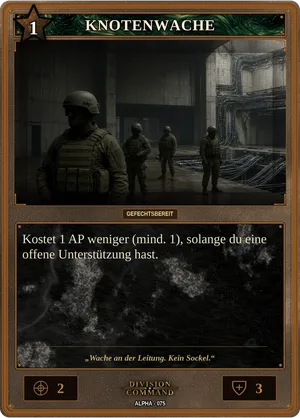 KNOTENWACHE
1
GEFECHTSBEREIT
Kostet 1 AP weniger (mind. 1), solange du eine
offene Unterstützung hast.
„Wache an der Leitung. Kein Sockel.“
2
DIVISION
COMMAND
3
ALPHA · 075